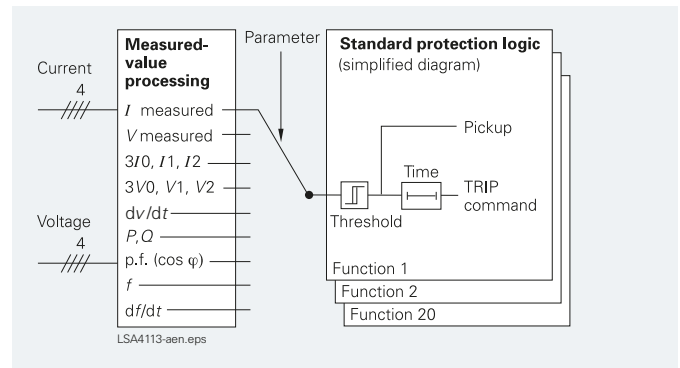 Current
4
Voltage
4
Measured-
value
processing
I measured
V measured
3I0, I1, I2
3V0, V1, V2
dv/dt
P,Q
p.f. (cos φ)
f
df/dt
LSA4113-aen.eps
Parameter
Standard protection logic
(simplified diagram)
Pickup
Time
TRIP
command
Threshold
Function 1
Function 2
Function 20